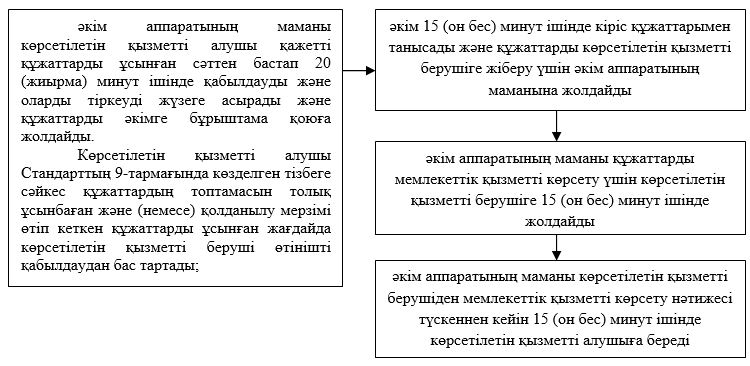 әкім аппаратының маманы
көрсетілетін қызметті алушы қажетті
құжаттарды ұсынған сәттен бастап 20
(жиырма) минут ішінде қабылдауды және
оларды тіркеуді жүзеге асырады және
құжаттарды әкімге бұрыштама қоюға
жолдайды.
Көрсетілетін қызметті алушы
Стандарттың 9-тармағында көзделген тізбеге
сәйкес құжаттардың топтамасын толық
ұсынбаған және (немесе) қолданылу мерзімі
өтіп кеткен құжаттарды ұсынған жағдайда
көрсетілетін қызметті беруші өтінішті
қабылдаудан бас тартады;
әкім 15 (он бес) минут ішінде кіріс құжаттарымен
танысады және құжаттарды көрсетілетін қызметті
берушіге жіберу үшін әкім аппаратының
маманына жолдайды
әкім аппаратының маманы құжаттарды
мемлекеттік қызметті көрсету үшін көрсетілетін
қызметті берушіге 15 (он бес) минут ішінде
жолдайды
әкім аппаратының маманы көрсетілетін қызметті
берушіден мемлекеттік қызметті көрсету нәтижесі
түскеннен кейін 15 (он бес) минут ішінде
көрсетілетін қызметті алушыға береді